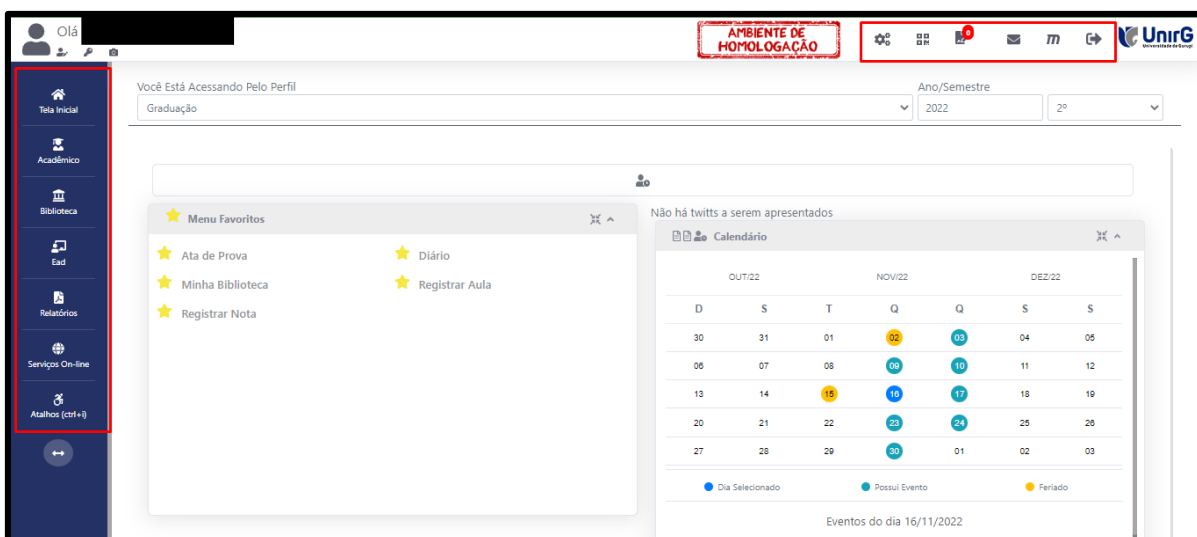 Olá
AMBIENTE DE
HOMOLOGAÇÃO
0
m
UnirG
Universidade de Gurupi
Tela Inicial
Acadêmico
Biblioteca
Ead
Relatórios
Serviços On-line
Atalhos (ctrl+i)
Você Está Acessando Pelo Perfil
Graduação
Ano/Semestre
2022
2º
Menu Favoritos
Ata de Prova
Diário
Minha Biblioteca
Registrar Aula
Registrar Nota
Não há twitts a serem apresentados
Calendário
OUT/22 NOV/22 DEZ/22
D S T Q Q S S
30 31 01 02 03 04 05
06 07 08 09 10 11 12
13 14 15 16 17 18 19
20 21 22 23 24 25 26
27 28 29 30 01 02 03
Dia Selecionado Possui Evento Feriado
Eventos do dia 16/11/2022